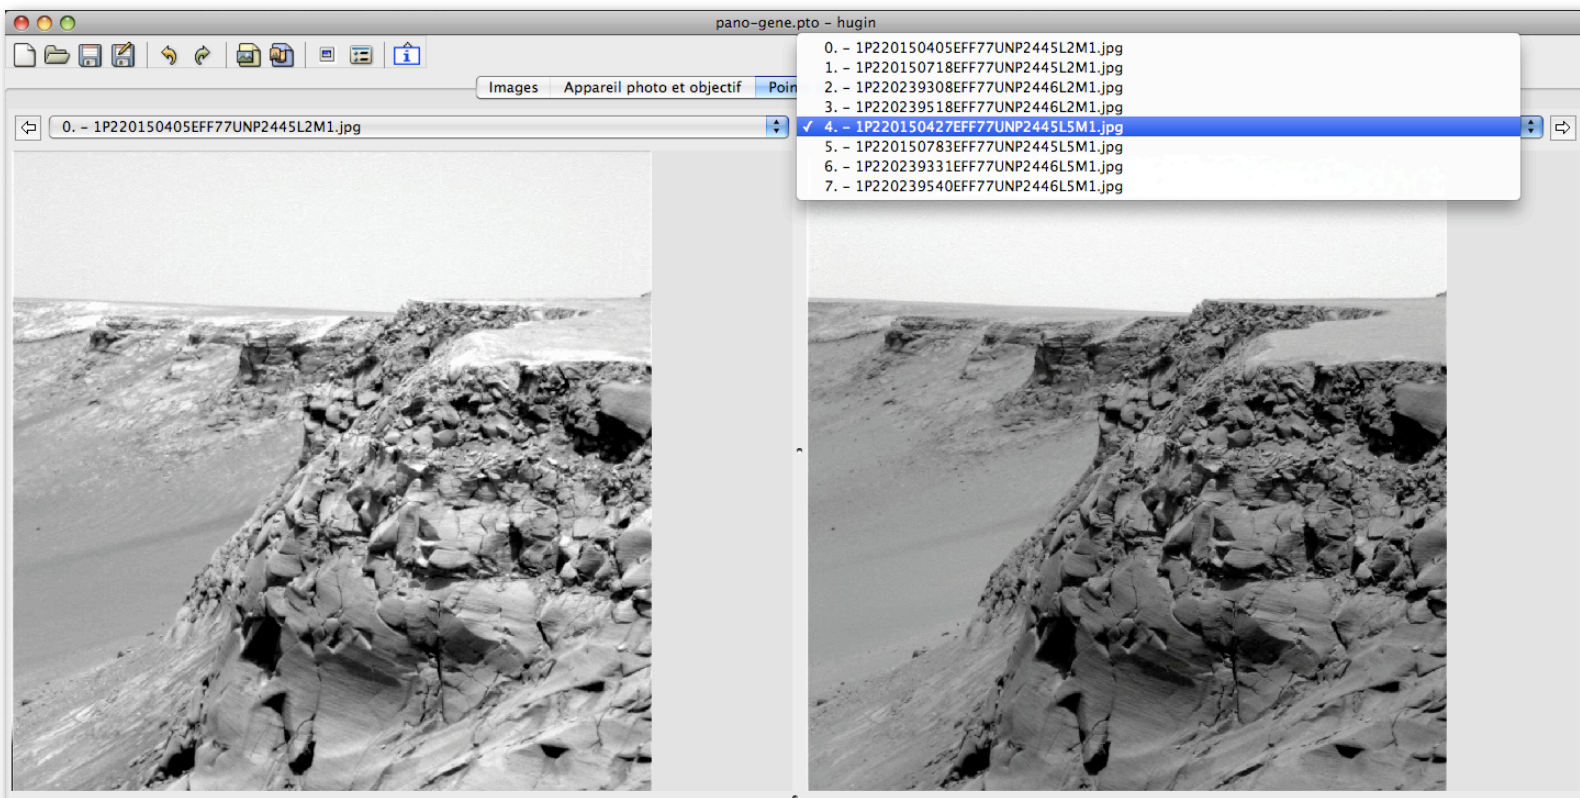 pano-gene.pto - hugin
Images Appareil photo et objectif Poin
0. - 1P220150405EFF77UNP2445L2M1.jpg
0. - 1P220150405EFF77UNP2445L2M1.jpg
1. - 1P220150718EFF77UNP2445L2M1.jpg
2. - 1P220239308EFF77UNP2446L2M1.jpg
3. - 1P220239518EFF77UNP2446L2M1.jpg
✓ 4. - 1P220150427EFF77UNP2445L5M1.jpg
5. - 1P220150783EFF77UNP2445L5M1.jpg
6. - 1P220239331EFF77UNP2446L5M1.jpg
7. - 1P220239540EFF77UNP2446L5M1.jpg